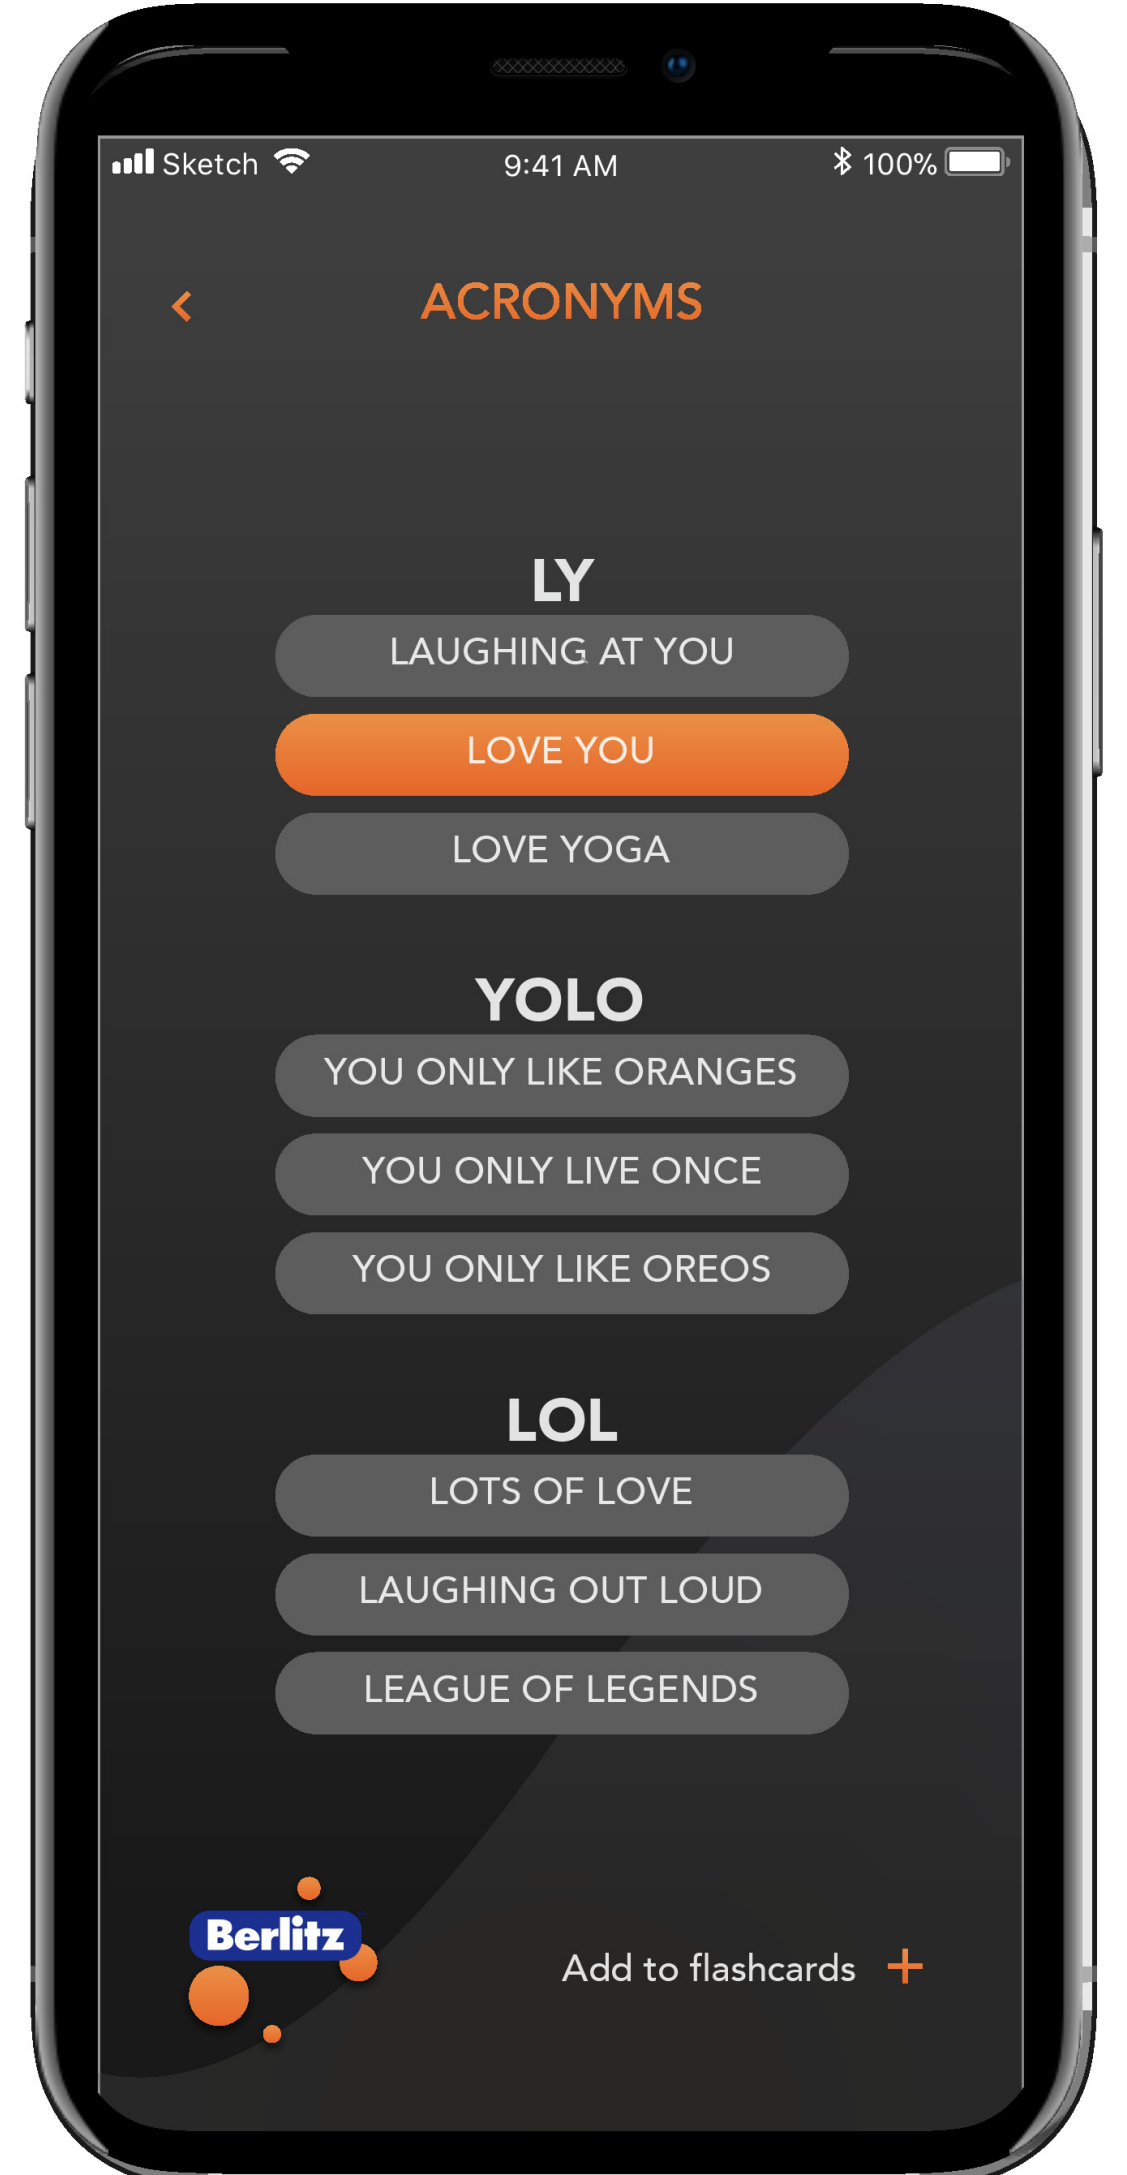 Sketch 9:41 AM 100%
ACRONYMS
LY
LAUGHING AT YOU
LOVE YOU
LOVE YOGA
YOLO
YOU ONLY LIKE ORANGES
YOU ONLY LIVE ONCE
YOU ONLY LIKE OREOS
LOL
LOTS OF LOVE
LAUGHING OUT LOUD
LEAGUE OF LEGENDS
Berlitz
Add to flashcards +